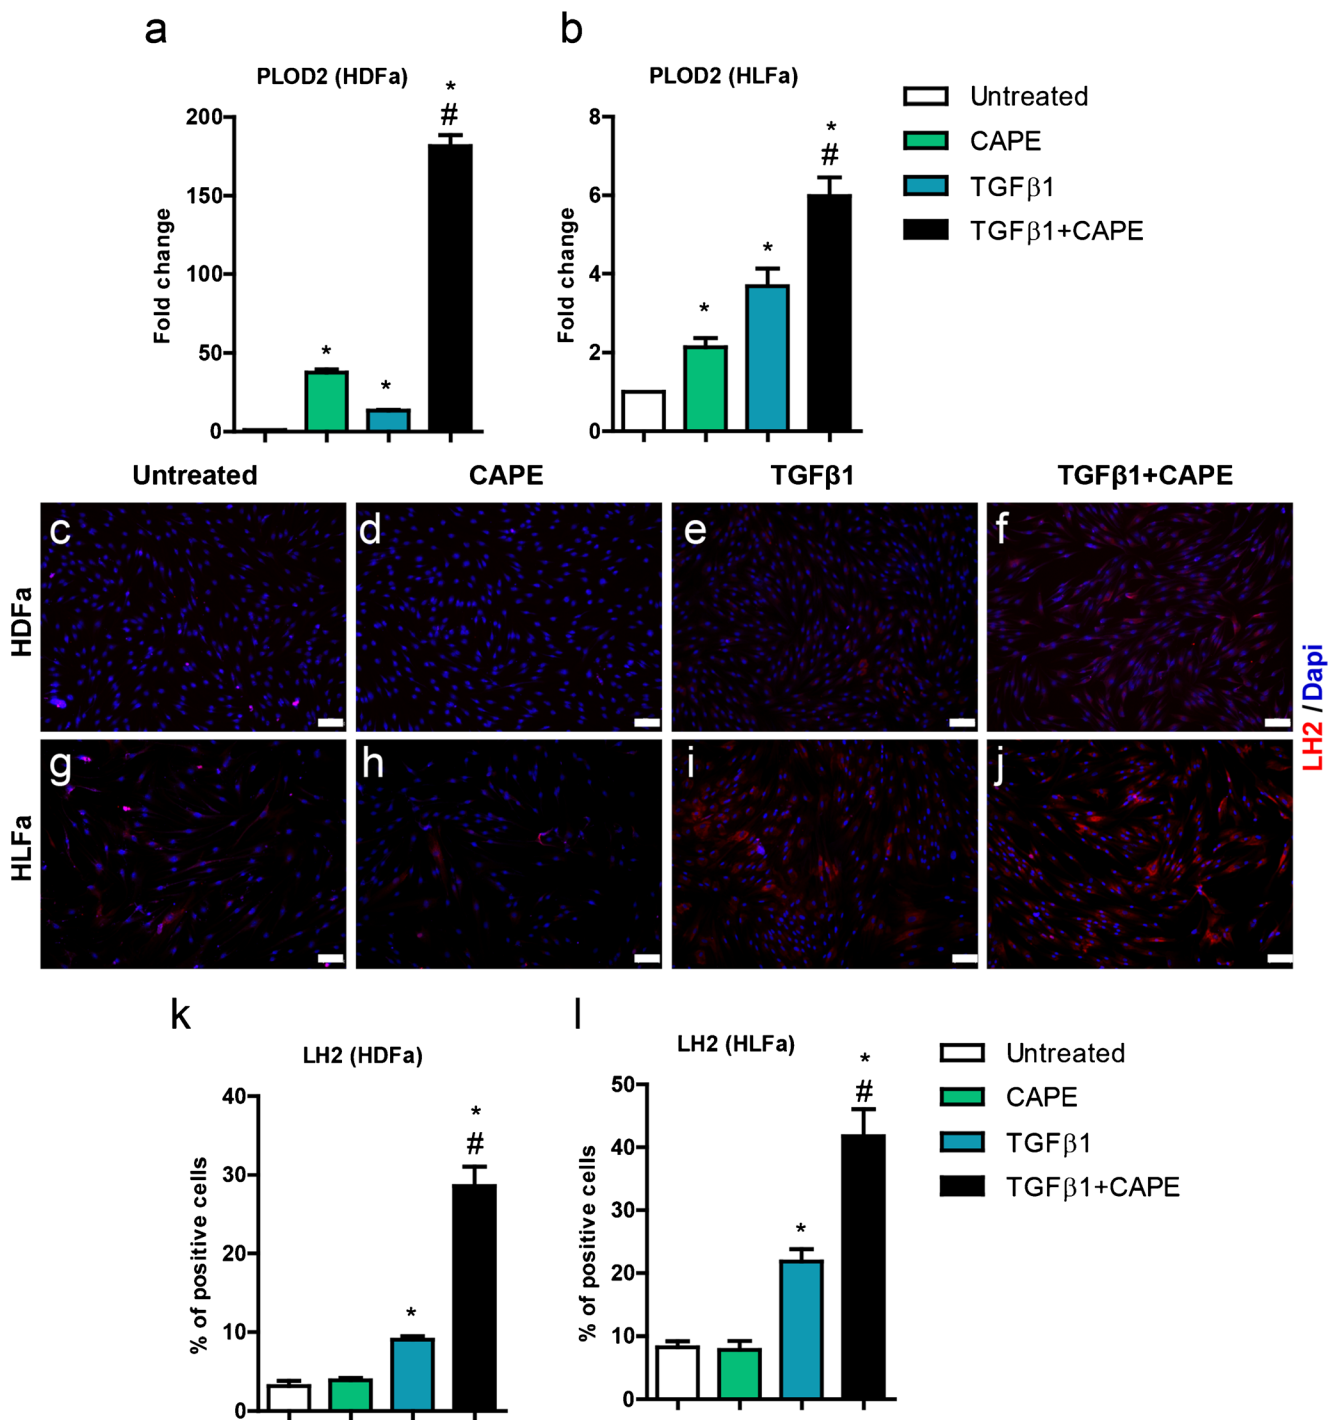 a
PLOD2 (HDFa)
*
#
*
*
200
150
100
50
0
Fold change
b
PLOD2 (HLFa)
*
#
*
*
8
6
4
2
0
Fold change
Untreated
CAPE
TGFβ1
TGFβ1+CAPE
Untreated CAPE TGFβ1 TGFβ1+CAPE
HDFa
c d e f
HLFa
g h i j
LH2 / Dapi
k
LH2 (HDFa)
*
#
*
40
30
20
10
0
% of positive cells
l
LH2 (HLFa)
*
#
*
50
40
30
20
10
0
% of positive cells
Untreated
CAPE
TGFβ1
TGFβ1+CAPE